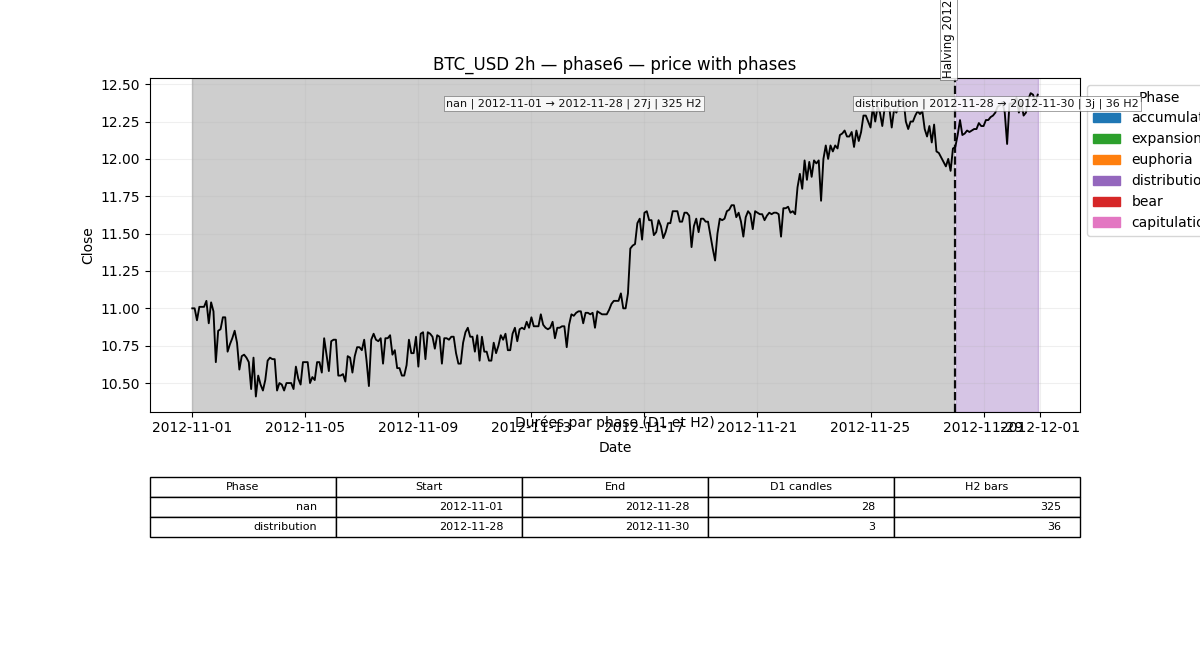 Halving 2012
BTC_USD 2h — phase6 — price with phases
12.50
12.25
12.00
11.75
11.50
11.25
11.00
10.75
10.50
Close
nan | 2012-11-01 → 2012-11-28 | 27j | 325 H2
distribution | 2012-11-28 → 2012-11-30 | 3j | 36 H2
Phase
accumulat
expansion
euphoria
distributio
bear
capitulatio
Durées par phase (D1 et H2)
2012-11-01 2012-11-05 2012-11-09 2012-11-13 2012-11-17 2012-11-21 2012-11-25 2012-11-29 2012-12-01
Date
Phase Start End D1 candles H2 bars
nan 2012-11-01 2012-11-28 28 325
distribution 2012-11-28 2012-11-30 3 36